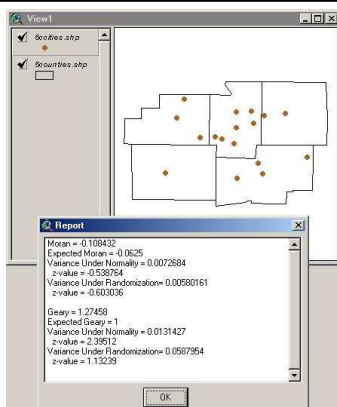 View1
6cities.shp
6counties.shp
Report
Moran = -0.108432
Expected Moran = -0.0625
Variance Under Normality = 0.0072684
z-value = -0.538764
Variance Under Randomization= 0.00580161
z-value = -0.603036
Geary = 1.27458
Expected Geary = 1
Variance Under Normality = 0.0131427
z-value = 2.39512
Variance Under Randomization= 0.0587954
z-value = 1.13239
OK